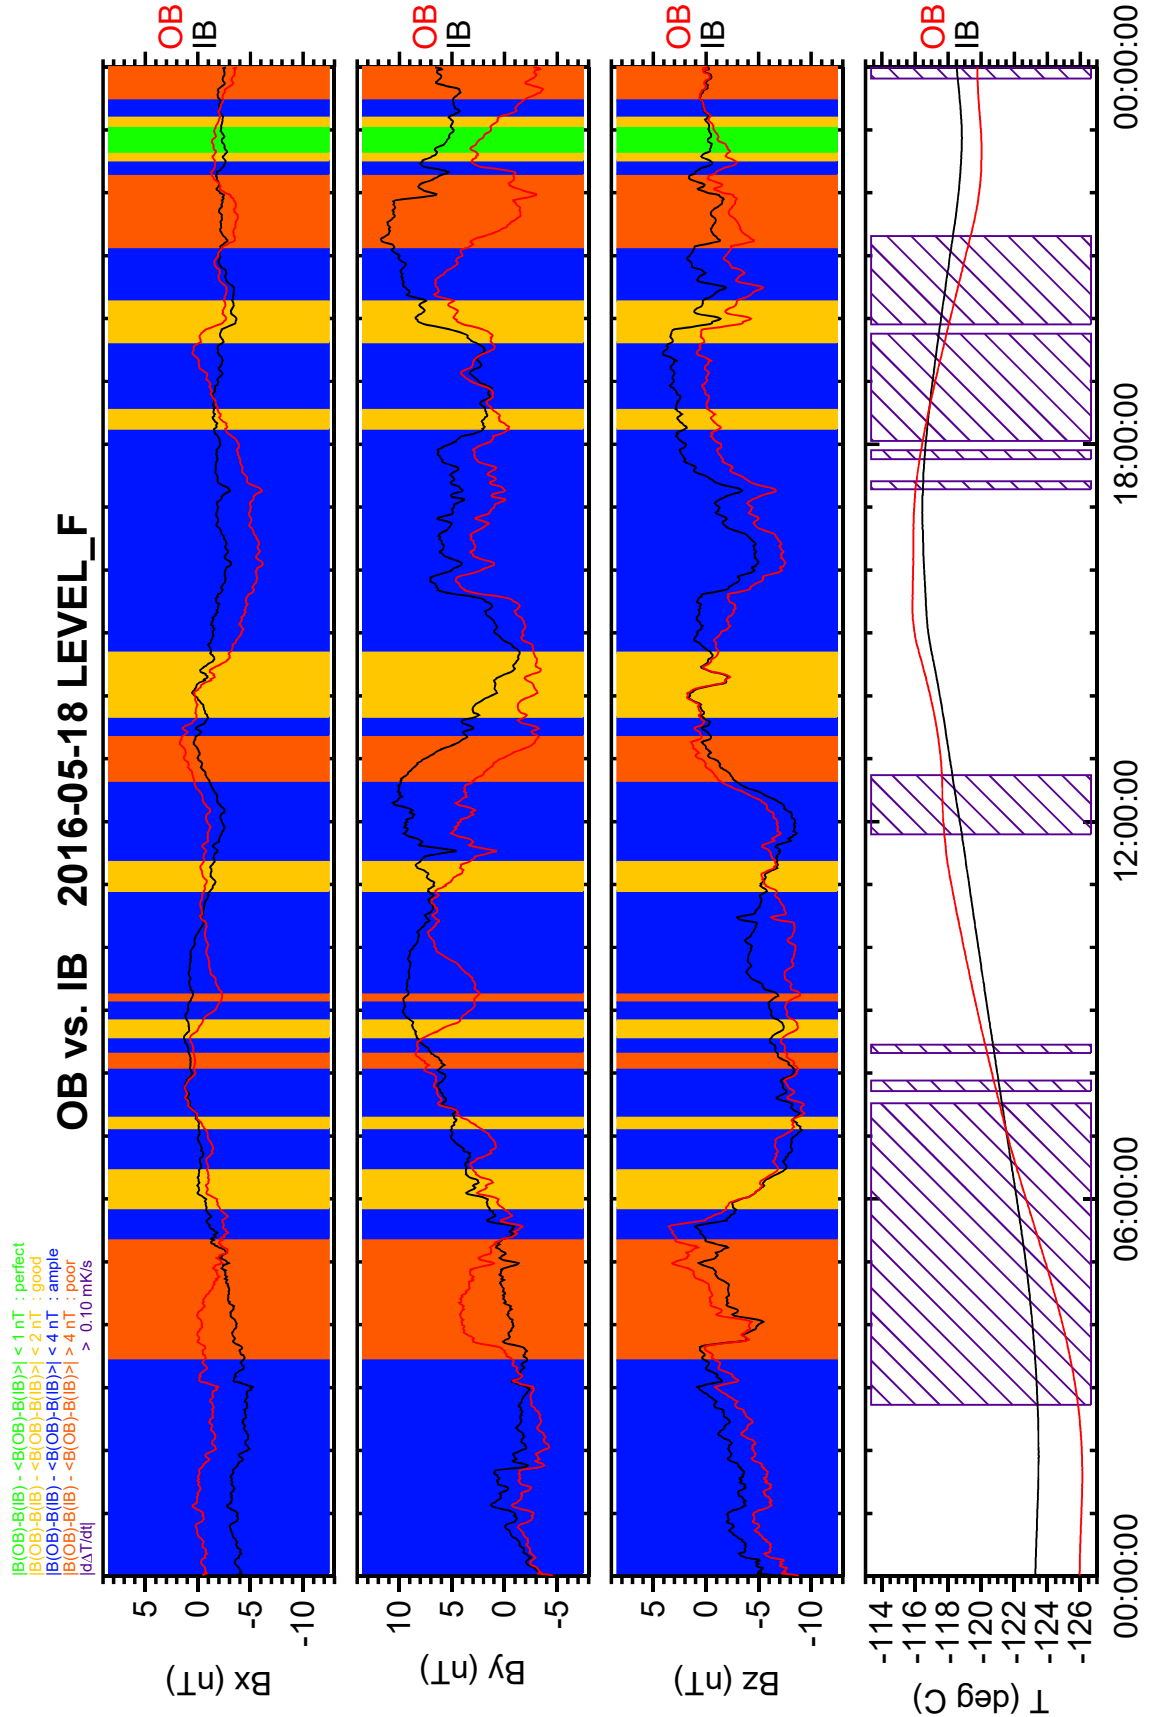 OB vs. IB 2016-05-18 LEVEL_F
|B(OB)-B(IB) - <B(OB)-B(IB)>| < 1 nT : perfect
|B(OB)-B(IB) - <B(OB)-B(IB)>| < 2 nT : good
|B(OB)-B(IB) - <B(OB)-B(IB)>| < 4 nT : ample
|B(OB)-B(IB) - <B(OB)-B(IB)>| > 4 nT : poor
|dΔT/dt| > 0.10 mK/s
Bx (nT)
5
0
-5
-10
OB
IB
By (nT)
10
5
0
-5
OB
IB
Bz (nT)
5
0
-5
-10
OB
IB
T (deg C)
-114
-116
-118
-120
-122
-124
-126
OB
IB
00:00:00 06:00:00 12:00:00 18:00:00 00:00:00